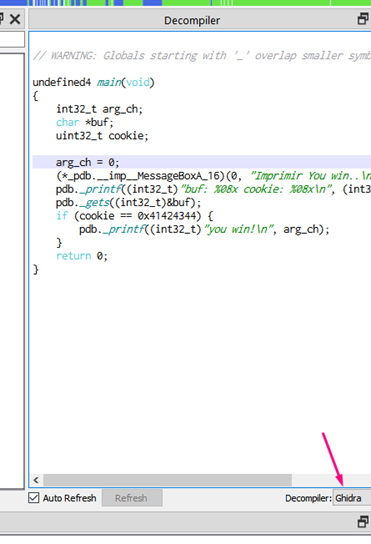 Decompiler
// WARNING: Globals starting with '_' overlap smaller symb
undefined4 main(void)
{
int32_t arg_ch;
char *buf;
uint32_t cookie;
arg_ch = 0;
(*_pdb.__imp__MessageBoxA_16)(0, "Imprimir You win..\n
pdb._printf((int32_t)"buf: %08x cookie: %08x\n", (int3
pdb._gets((int32_t)&buf);
if (cookie == 0x41424344) {
pdb._printf((int32_t)"you win!\n", arg_ch);
}
return 0;
}
Auto Refresh Refresh Decompiler: Ghidra